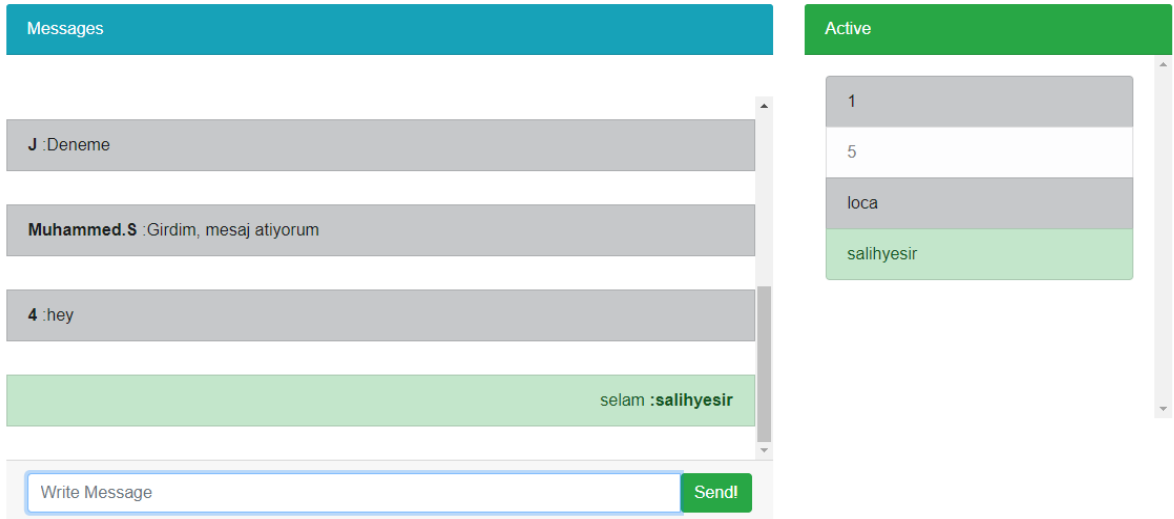 Messages
J :Deneme
Muhammed.S :Girdim, mesaj atiyorum
4 :hey
selam :salihyesir
Write Message
Send!
Active
1
5
loca
salihyesir